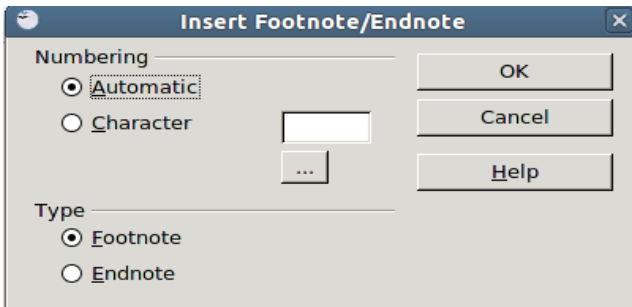 Insert Footnote/Endnote
Numbering
Automatic
Character
...
Type
Footnote
Endnote
OK
Cancel
Help